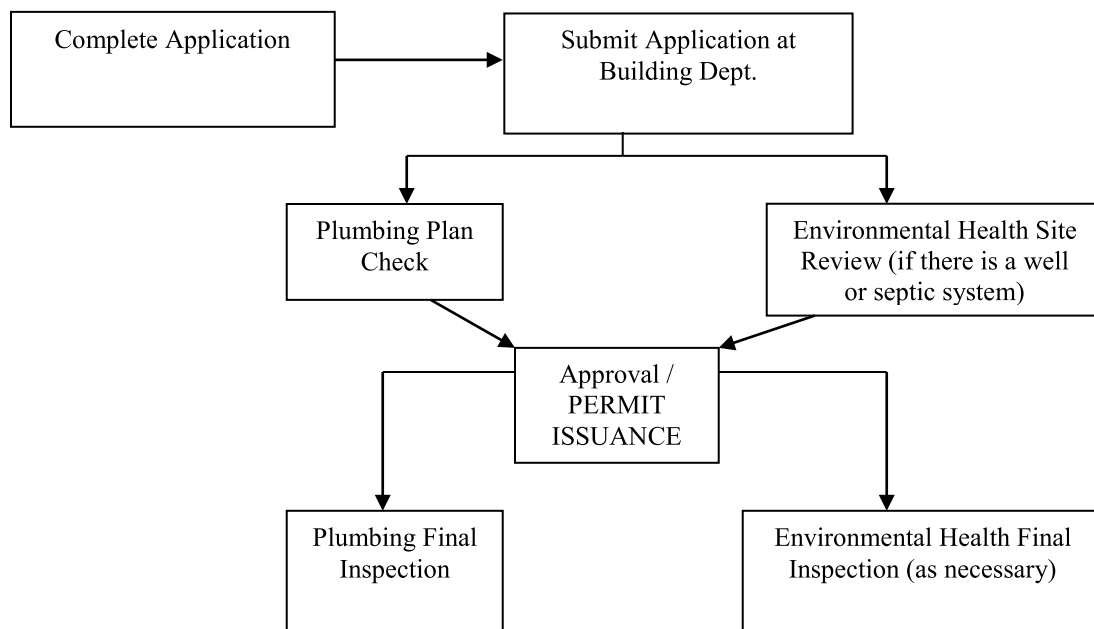 Complete Application
Submit Application at
Building Dept.
Plumbing Plan
Check
Environmental Health Site
Review (if there is a well
or septic system)
Approval /
PERMIT
ISSUANCE
Plumbing Final
Inspection
Environmental Health Final
Inspection (as necessary)